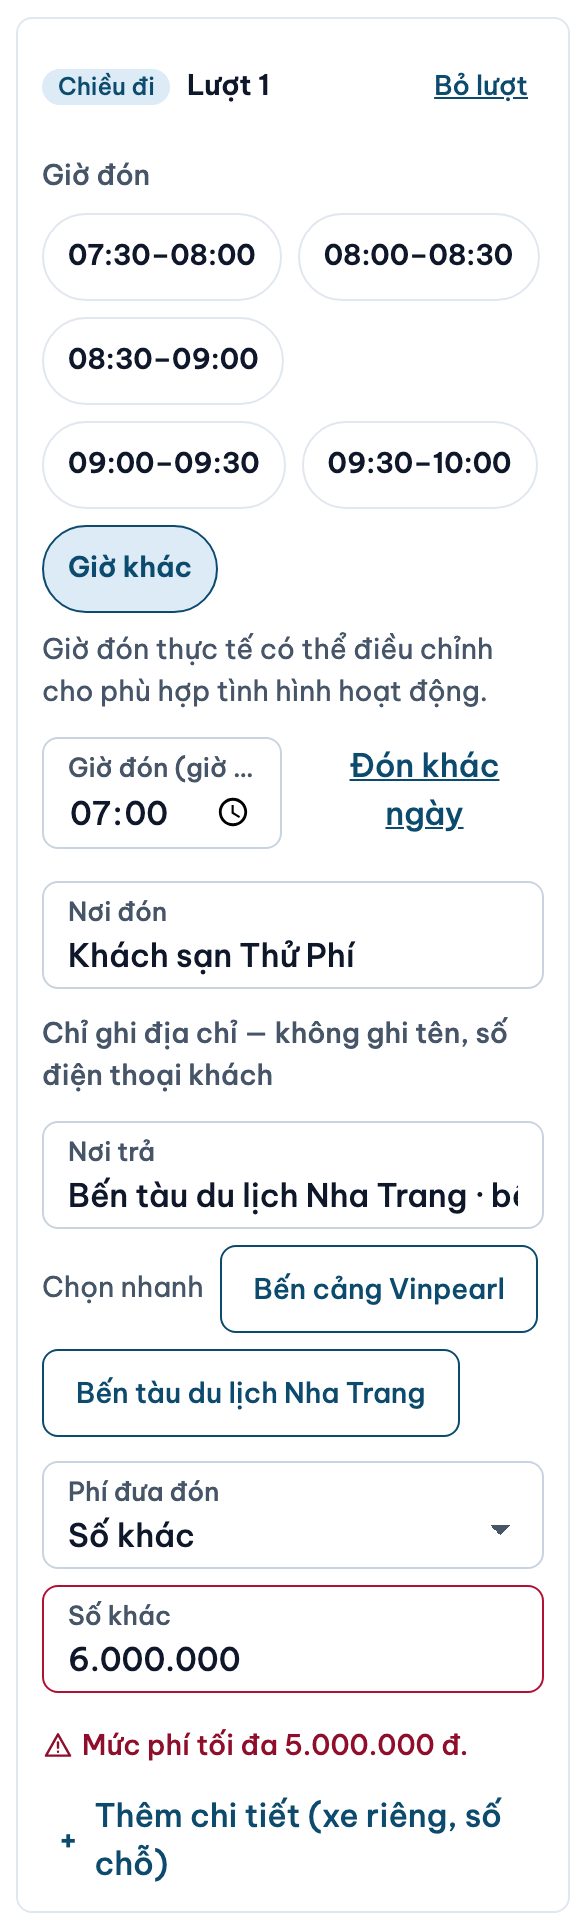 Chiều đi Lượt 1 Bỏ lượt
Giờ đón
07:30–08:00 08:00–08:30
08:30–09:00
09:00–09:30 09:30–10:00
Giờ khác
Giờ đón thực tế có thể điều chỉnh
cho phù hợp tình hình hoạt động.
Giờ đón (giờ ...
07:00
Đón khác
ngày
Nơi đón
Khách sạn Thử Phí
Chỉ ghi địa chỉ — không ghi tên, số
điện thoại khách
Nơi trả
Bến tàu du lịch Nha Trang ·
Chọn nhanh Bến cảng Vinpearl
Bến tàu du lịch Nha Trang
Phí đưa đón
Số khác
Số khác
6.000.000
Mức phí tối đa 5.000.000 đ.
+ Thêm chi tiết (xe riêng, số
chỗ)